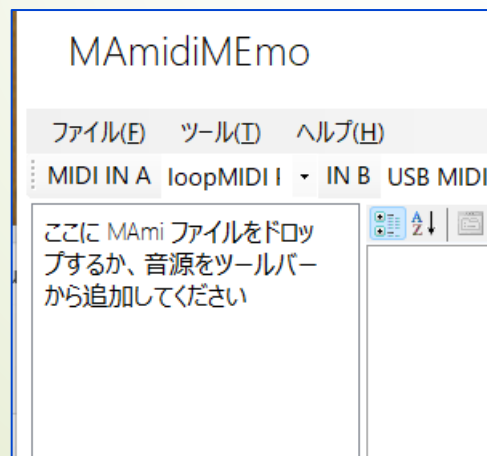 MAmidiMEmo
ファイル(F) ツール(T) ヘルプ(H)
MIDI IN A loopMIDI IN B USB MIDI
ここに MAmi ファイルをドロッ
プするか、音源をツールバー
から追加してください